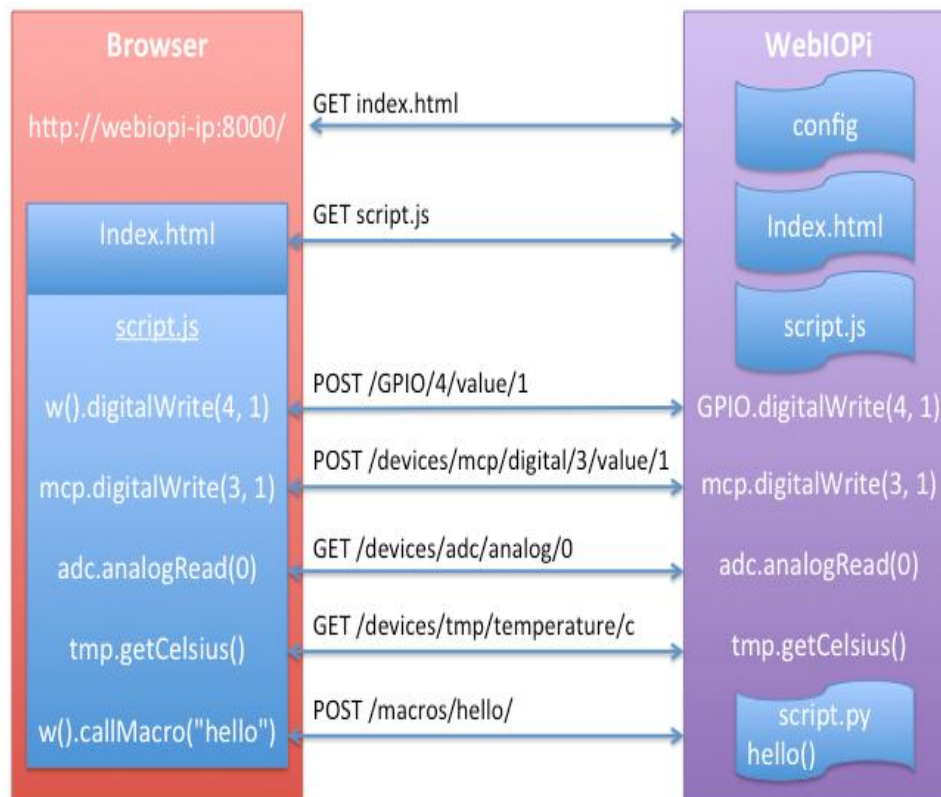 Browser
http://webiopi-ip:8000/
Index.html
script.js
w().digitalWrite(4, 1)
mcp.digitalWrite(3, 1)
adc.analogRead(0)
tmp.getCelsius()
w().callMacro("hello")
GET index.html
GET script.js
POST /GPIO/4/value/1
POST /devices/mcp/digital/3/value/1
GET /devices/adc/analog/0
GET /devices/tmp/temperature/c
POST /macros/hello/
WebIOPi
config
Index.html
script.js
GPIO.digitalWrite(4, 1)
mcp.digitalWrite(3, 1)
adc.analogRead(0)
tmp.getCelsius()
script.py
hello()